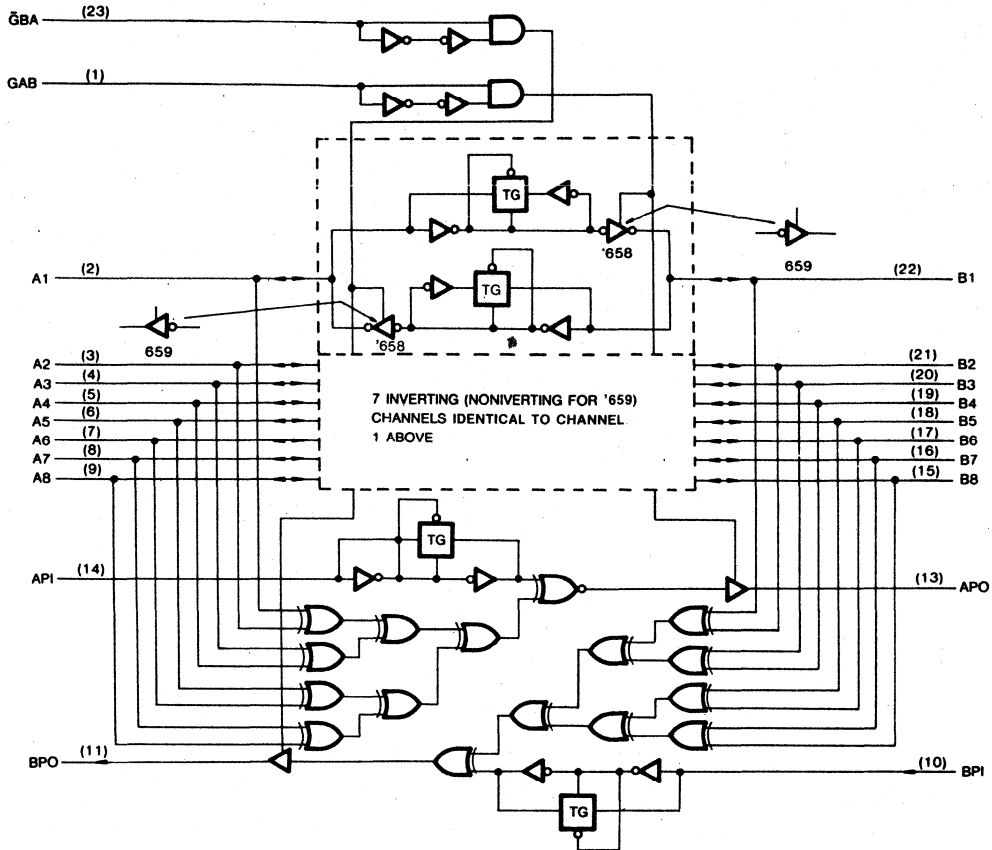 ḠBA (23)
GAB (1)
TG
'658
659
A1 (2)
(22) B1
TG
'658
659
A2 (3)
(21) B2
A3 (4)
(20) B3
A4 (5)
(19) B4
A5 (6)
(18) B5
A6 (7)
(17) B6
A7 (8)
(16) B7
A8 (9)
(15) B8
7 INVERTING (NONIVERTING FOR '659)
CHANNELS IDENTICAL TO CHANNEL
1 ABOVE
TG
API (14)
(13) APO
BPO (11)
(10) BPI
TG